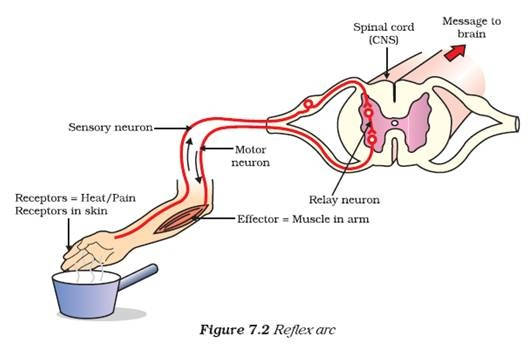 Message to
brain
Spinal cord
(CNS)
Sensory neuron
Motor
neuron
Relay neuron
Receptors = Heat/Pain
Receptors in skin
Effector = Muscle in arm
Figure 7.2 Reflex arc